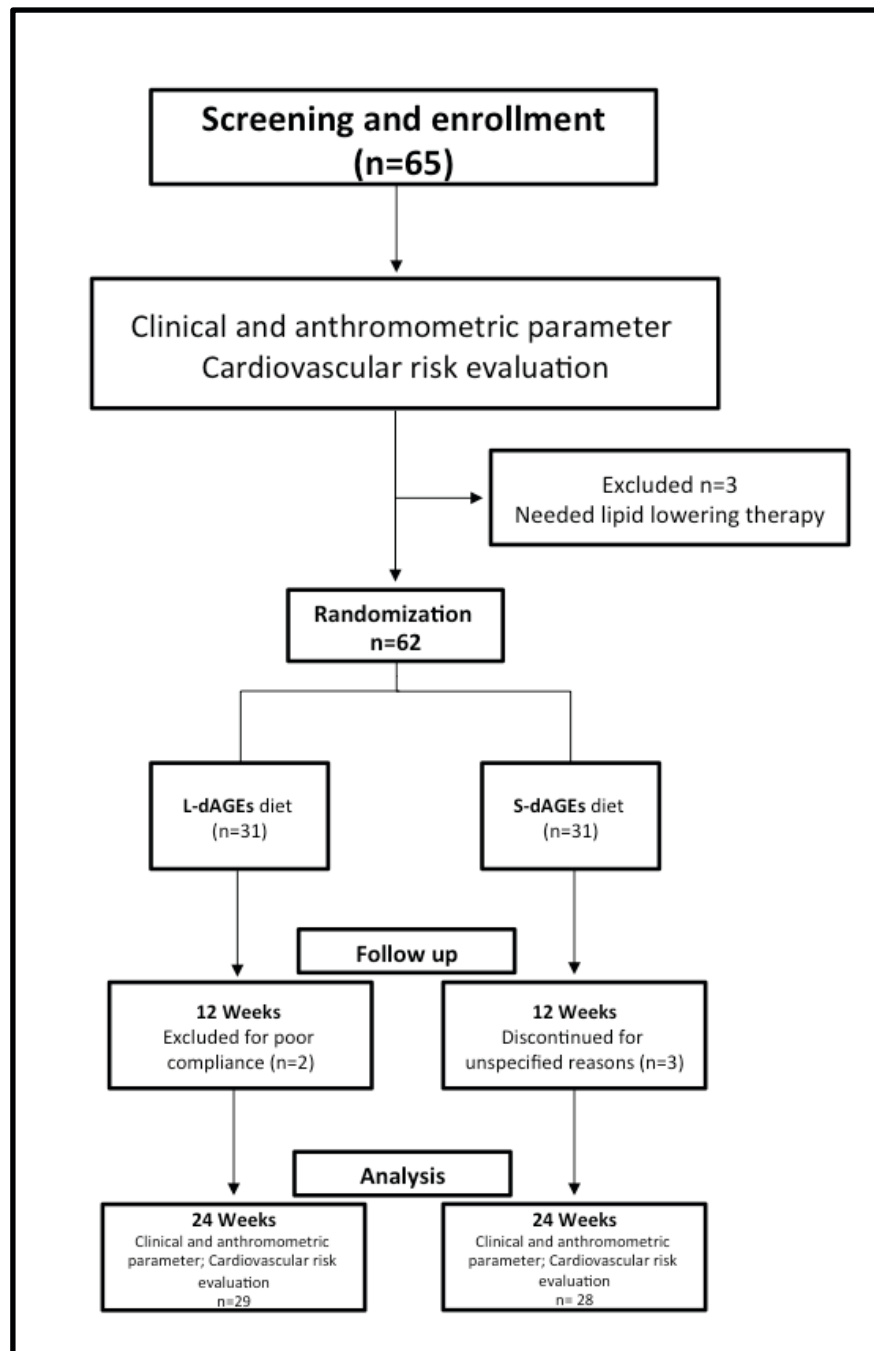 Screening and enrollment
(n=65)
Clinical and anthromometric parameter
Cardiovascular risk evaluation
Excluded n=3
Needed lipid lowering therapy
Randomization
n=62
L-dAGEs diet
(n=31)
S-dAGEs diet
(n=31)
Follow up
12 Weeks
Excluded for poor
compliance (n=2)
12 Weeks
Discontinued for
unspecified reasons (n=3)
Analysis
24 Weeks
Clinical and anthromometric
parameter; Cardiovascular risk
evaluation
n=29
24 Weeks
Clinical and anthromometric
parameter; Cardiovascular risk
evaluation
n= 28